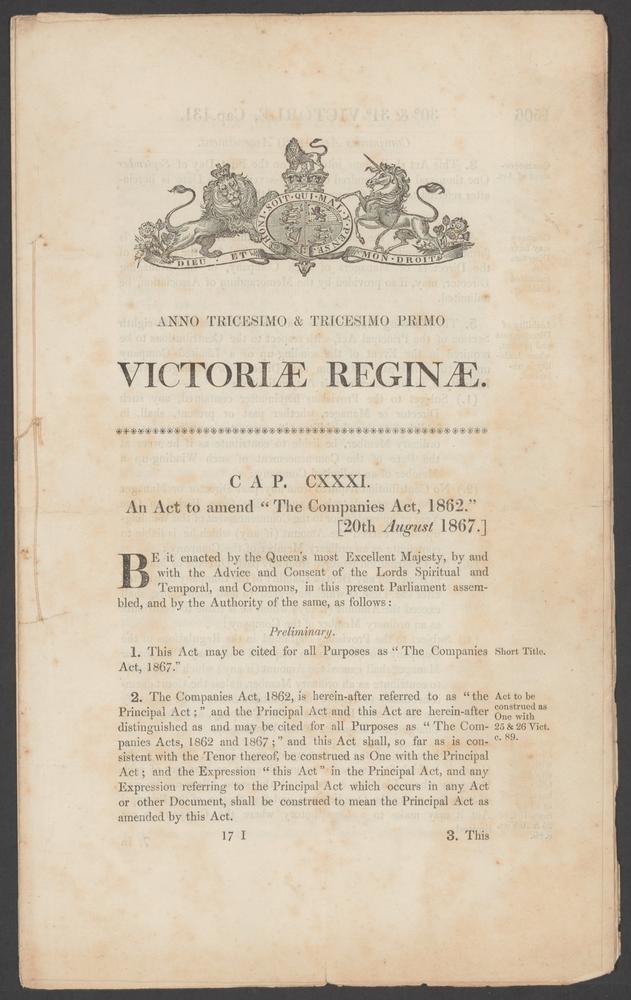 HONI·SOIT·QUI·MAL·Y·PENSE
DIEU ET MON·DROIT
ANNO TRICESIMO & TRICESIMO PRIMO
VICTORIÆ REGINÆ.
CAP. CXXXI.
An Act to amend “The Companies Act, 1862.”
[20th August 1867.]
BE it enacted by the Queen's most Excellent Majesty, by and
with the Advice and Consent of the Lords Spiritual and
Temporal, and Commons, in this present Parliament assem-
bled, and by the Authority of the same, as follows:
Preliminary.
1. This Act may be cited for all Purposes as “The Companies
Act, 1867.”
Short Title.
2. The Companies Act, 1862, is herein-after referred to as “the
Principal Act;” and the Principal Act and this Act are herein-after
distinguished as and may be cited for all Purposes as “The Com-
panies Acts, 1862 and 1867;” and this Act shall, so far as is con-
sistent with the Tenor thereof, be construed as One with the Principal
Act; and the Expression “this Act” in the Principal Act, and any
Expression referring to the Principal Act which occurs in any Act
or other Document, shall be construed to mean the Principal Act as
amended by this Act.
Act to be
construed as
One with
25 & 26 Vict.
c. 89.
17 I
3. This